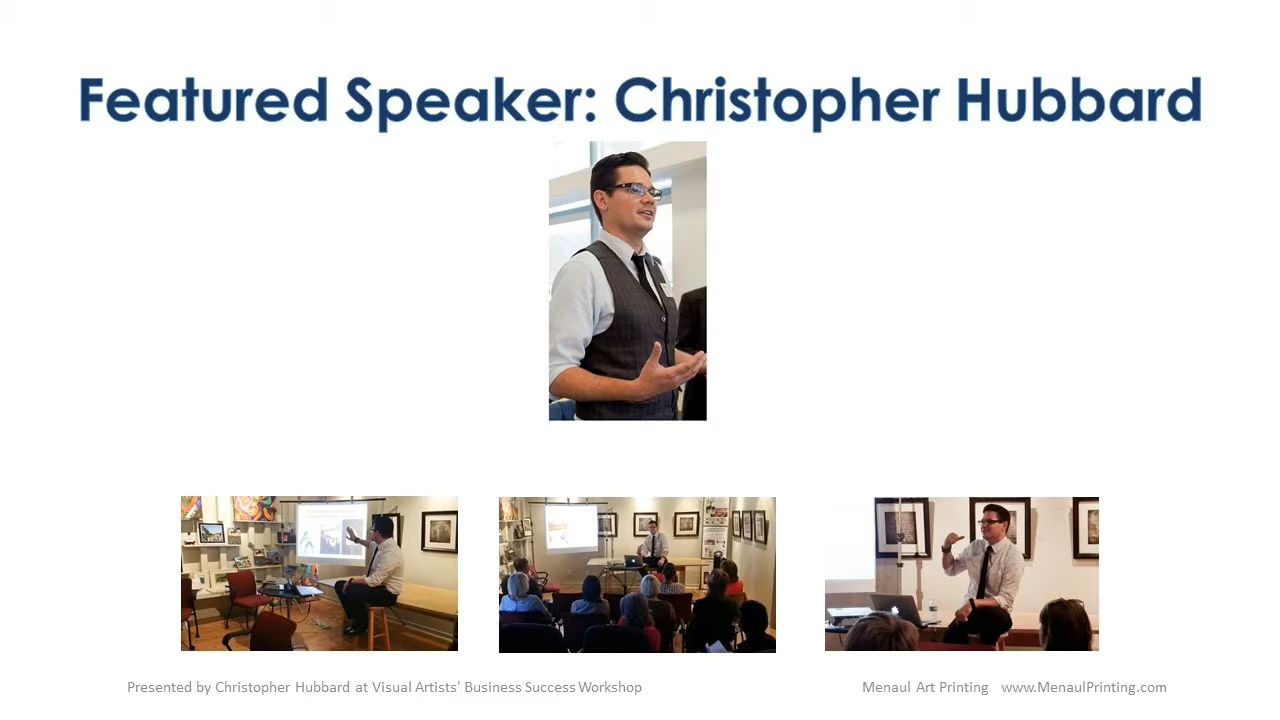 Featured Speaker: Christopher Hubbard
Presented by Christopher Hubbard at Visual Artists' Business Success Workshop
Menaul Art Printing www.MenaulPrinting.com